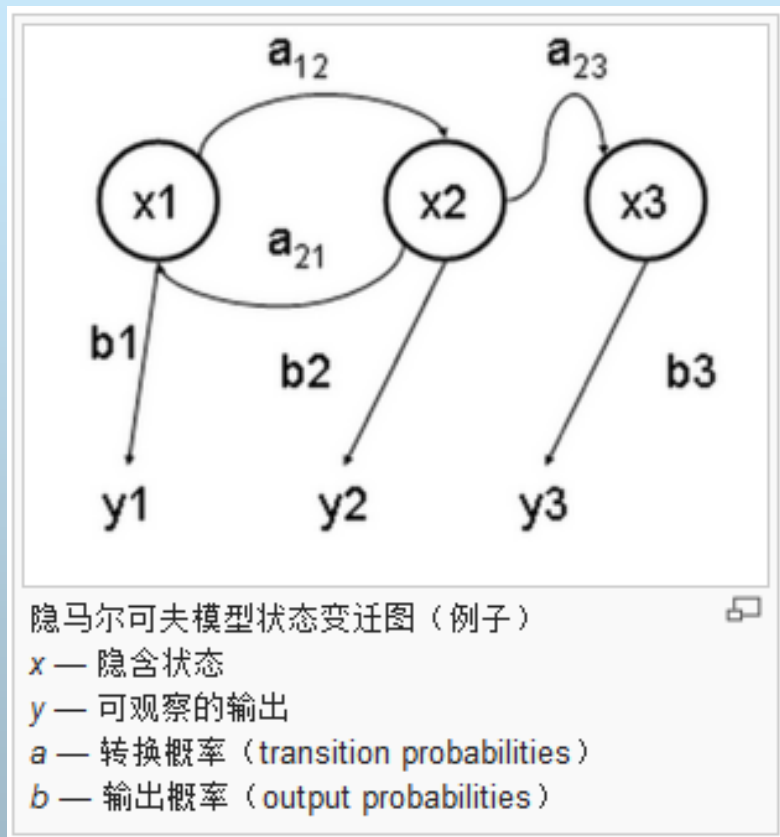 a12 a23
x1 x2 x3
a21
b1 b2 b3
y1 y2 y3
隐马尔可夫模型状态变迁图（例子）
x — 隐含状态
y — 可观察的输出
a — 转换概率（transition probabilities）
b — 输出概率（output probabilities）